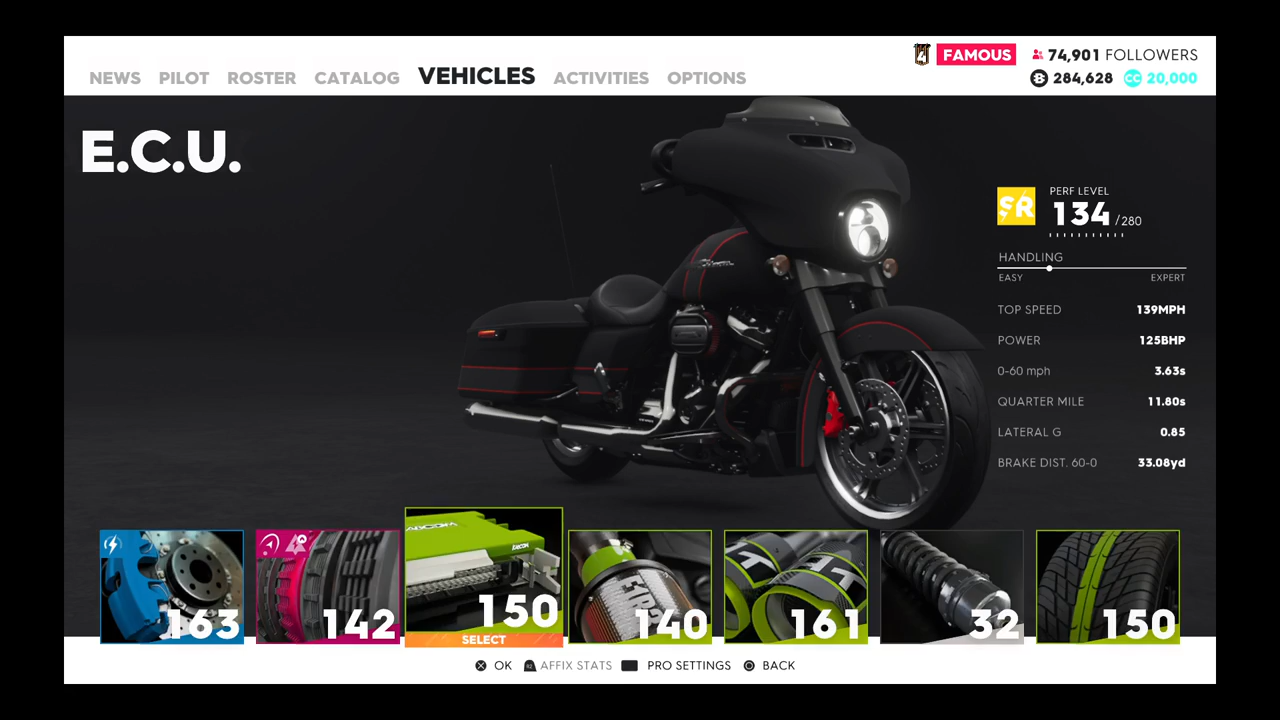 FAMOUS 74,901 FOLLOWERS
NEWS PILOT ROSTER CATALOG VEHICLES ACTIVITIES OPTIONS
284,628 CC 20,000
E.C.U.
SR
PERF LEVEL
134 /280
HANDLING
EASY EXPERT
TOP SPEED 139MPH
POWER 125BHP
0-60 mph 3.63s
QUARTER MILE 11.80s
LATERAL G 0.85
BRAKE DIST. 60-0 33.08yd
163 142 150 140 161 32 150
SELECT
OK R2 AFFIX STATS PRO SETTINGS BACK